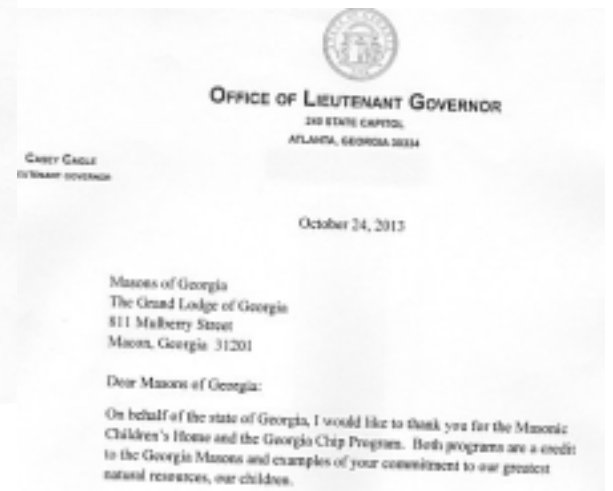 OFFICE OF LIEUTENANT GOVERNOR
240 STATE CAPITOL
ATLANTA, GEORGIA 30334
CASEY CAGLE
LIEUTENANT GOVERNOR
October 24, 2013
Masons of Georgia
The Grand Lodge of Georgia
811 Mulberry Street
Macon, Georgia 31201
Dear Masons of Georgia:
On behalf of the state of Georgia, I would like to thank you for the Masonic
Children's Home and the Georgia Chip Program. Both programs are a credit
to the Georgia Masons and examples of your commitment to our greatest
natural resources, our children.